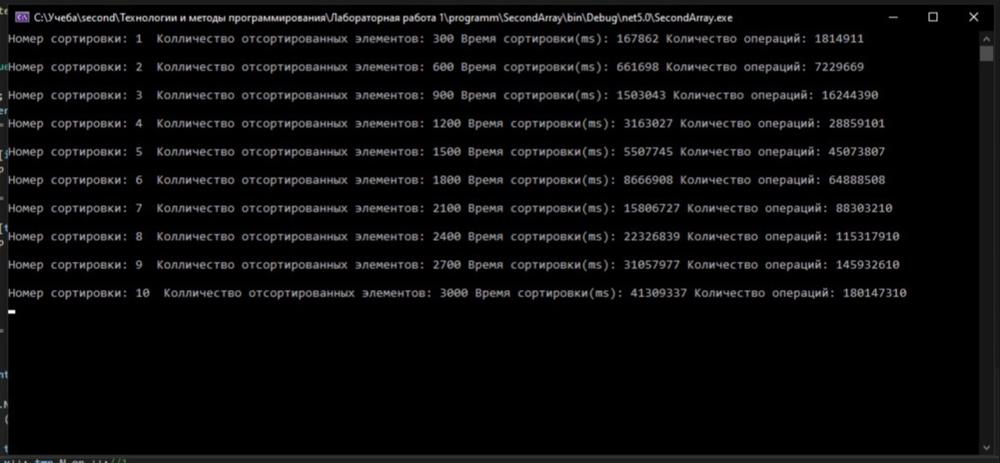 C:\Учеба\second\Технологии и методы программирования\Лабораторная работа 1\programm\SecondArray\bin\Debug\net5.0\SecondArray.exe
Номер сортировки: 1 Колличество отсортированных элементов: 300 Время сортировки(ms): 167862 Количество операций: 1814911
Номер сортировки: 2 Колличество отсортированных элементов: 600 Время сортировки(ms): 661698 Количество операций: 7229669
Номер сортировки: 3 Колличество отсортированных элементов: 900 Время сортировки(ms): 1503043 Количество операций: 16244390
Номер сортировки: 4 Колличество отсортированных элементов: 1200 Время сортировки(ms): 3163027 Количество операций: 28859101
Номер сортировки: 5 Колличество отсортированных элементов: 1500 Время сортировки(ms): 5507745 Количество операций: 45073807
Номер сортировки: 6 Колличество отсортированных элементов: 1800 Время сортировки(ms): 8666908 Количество операций: 64888508
Номер сортировки: 7 Колличество отсортированных элементов: 2100 Время сортировки(ms): 15806727 Количество операций: 88303210
Номер сортировки: 8 Колличество отсортированных элементов: 2400 Время сортировки(ms): 22326839 Количество операций: 115317910
Номер сортировки: 9 Колличество отсортированных элементов: 2700 Время сортировки(ms): 31057977 Количество операций: 145932610
Номер сортировки: 10 Колличество отсортированных элементов: 3000 Время сортировки(ms): 41309337 Количество операций: 180147310